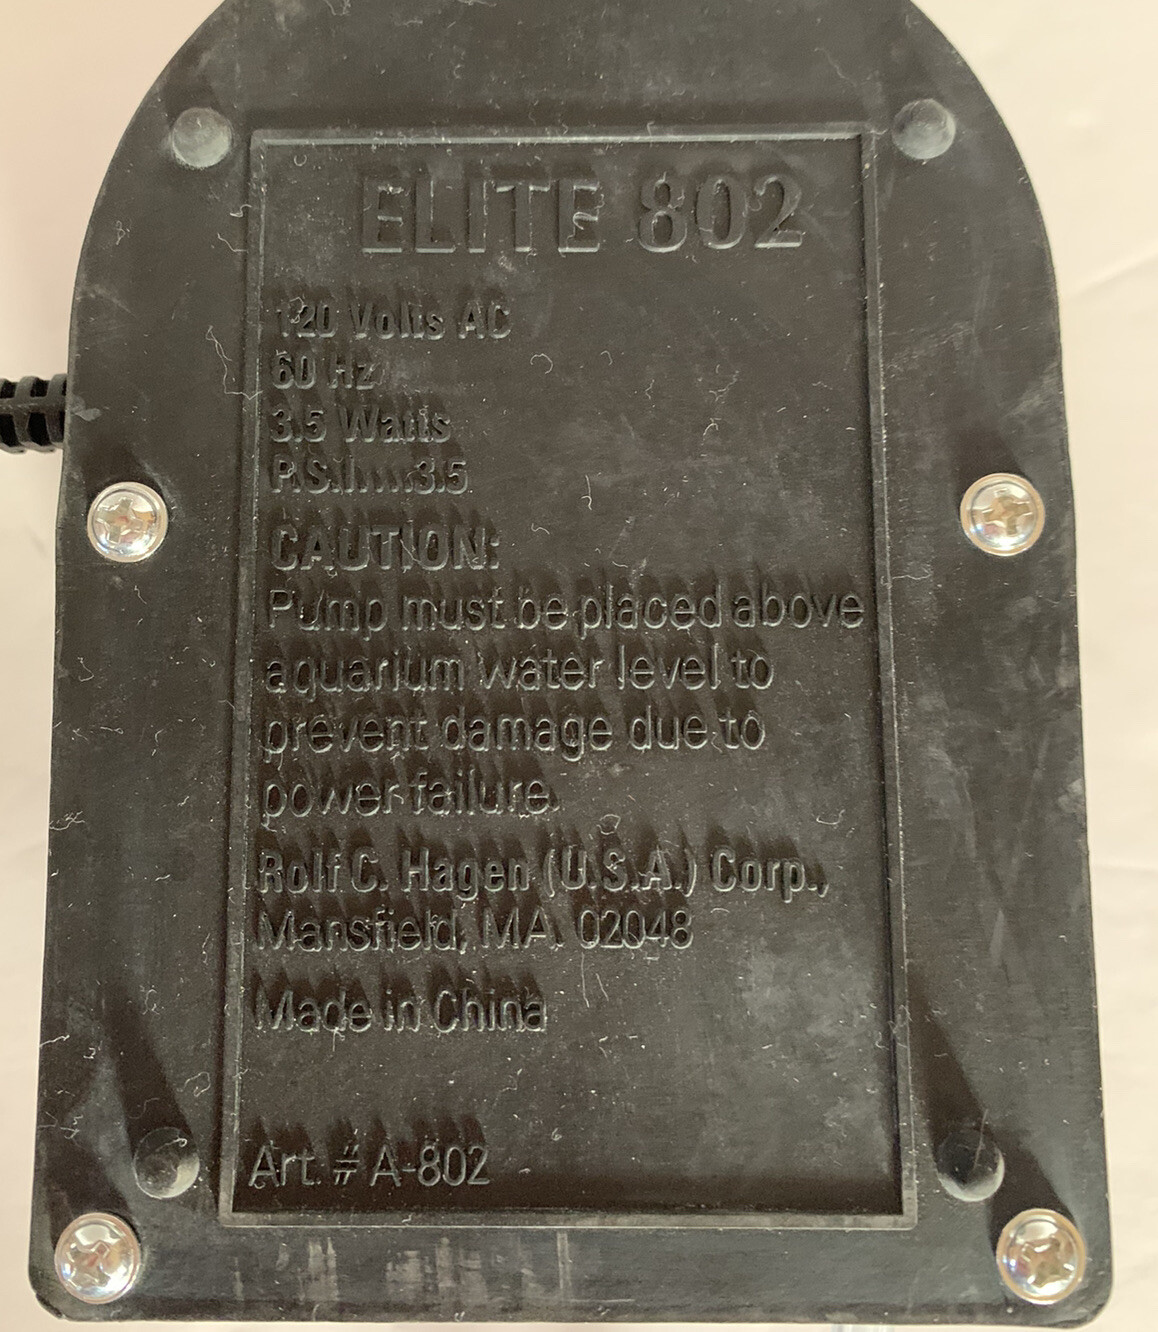 ELITE 802
120 Volts AC
60 Hz
3.5 Watts
P.S.I.....3.5
CAUTION:
Pump must be placed above
aquarium water level to
prevent damage due to
power failure.
Rolf C. Hagen (U.S.A.) Corp.,
Mansfield, MA. 02048
Made in China
Art. # A-802